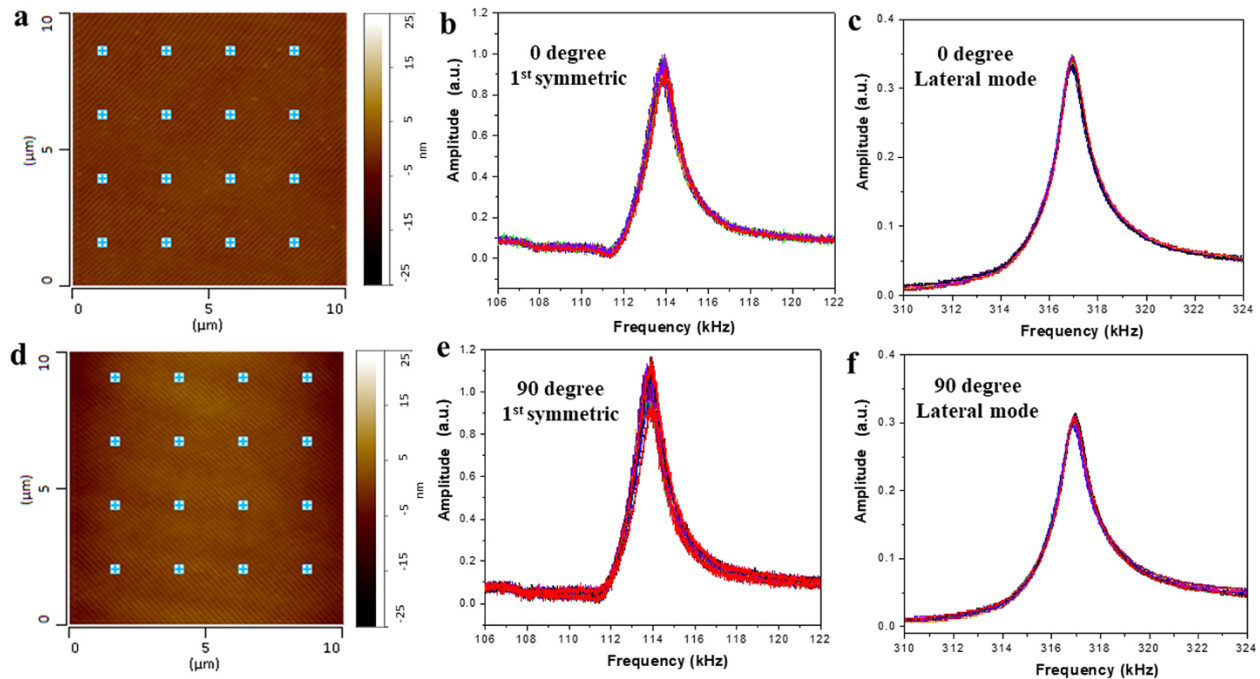 a
10
5
0
(µm)
0
5
10
(µm)
25
15
5
-5
-15
-25
nm
b
0 degree
1st symmetric
1.2
1.0
0.8
0.6
0.4
0.2
0.0
Amplitude (a.u.)
106 108 110 112 114 116 118 120 122
Frequency (kHz)
c
0 degree
Lateral mode
0.4
0.3
0.2
0.1
0.0
Amplitude (a.u.)
310 312 314 316 318 320 322 324
Frequency (kHz)
d
10
5
0
(µm)
0
5
10
(µm)
25
15
5
-5
-15
-25
nm
e
90 degree
1st symmetric
1.2
1.0
0.8
0.6
0.4
0.2
0.0
Amplitude (a.u.)
106 108 110 112 114 116 118 120 122
Frequency (kHz)
f
90 degree
Lateral mode
0.4
0.3
0.2
0.1
0.0
Amplitude (a.u.)
310 312 314 316 318 320 322 324
Frequency (kHz)